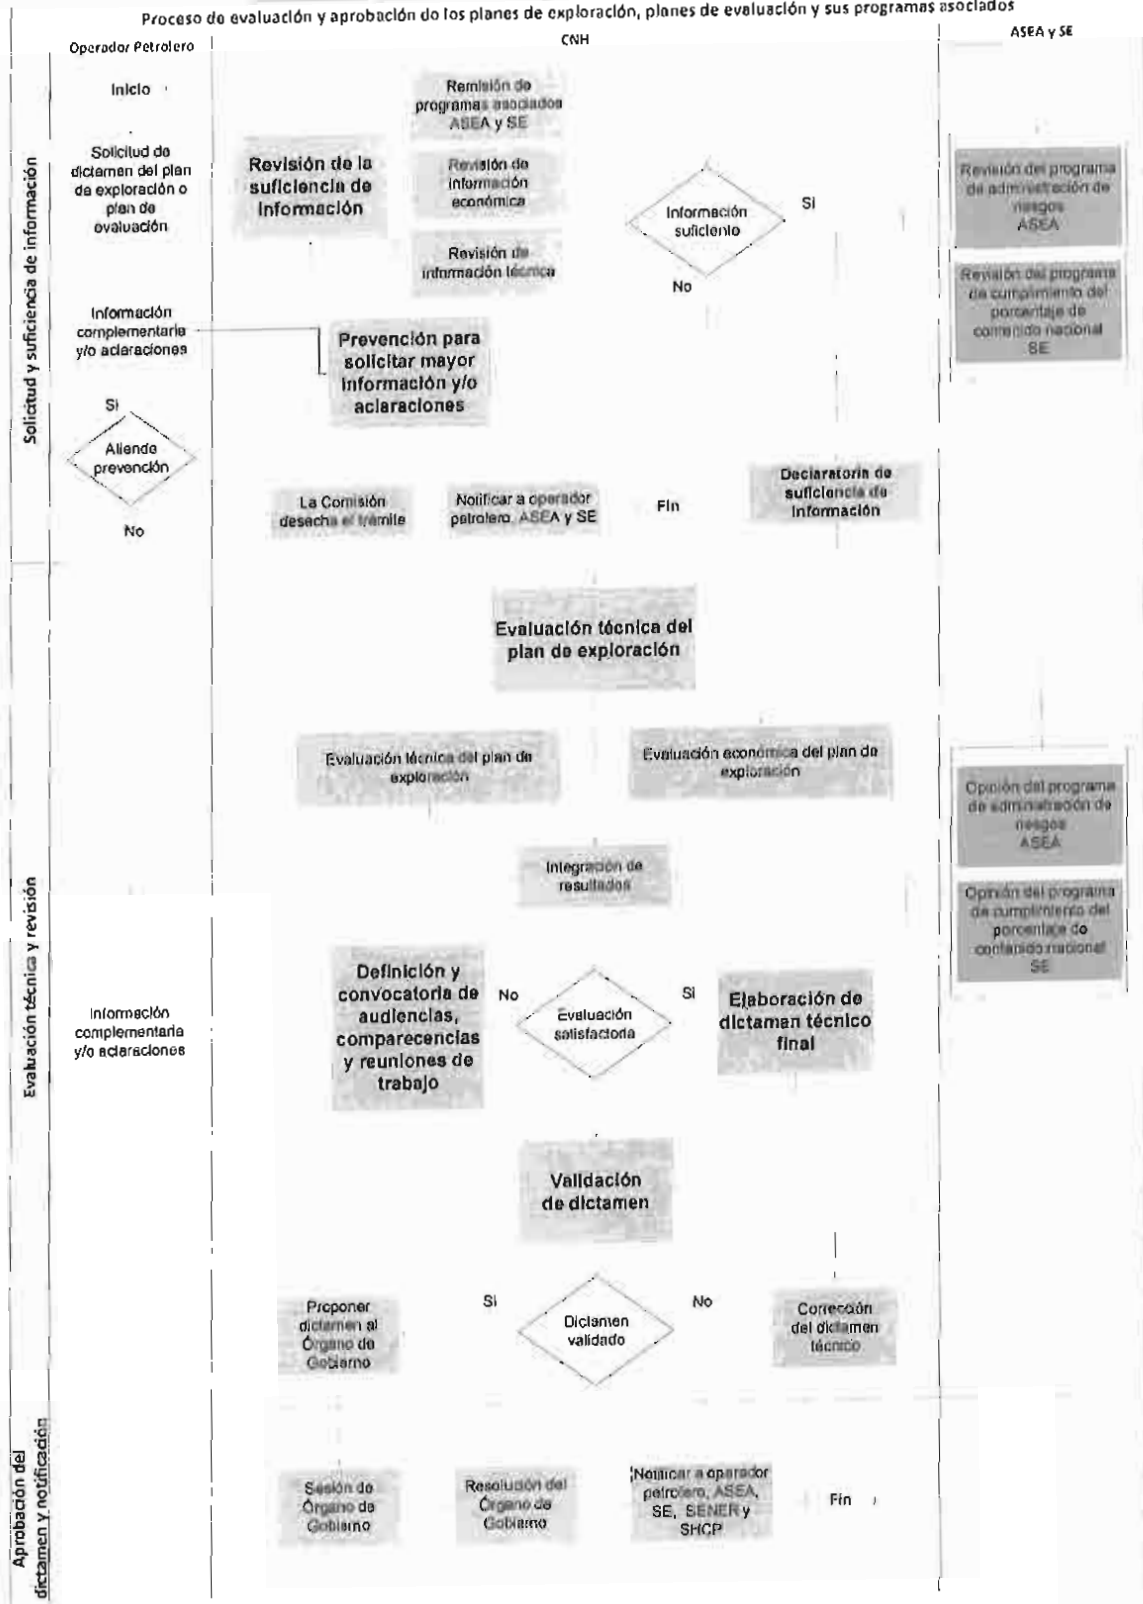 Proceso de evaluación y aprobación do los planes de exploración, planes de evaluación y sus programas asociados
Operador Petrolero
CNH
ASEA y SE
Solicitud y suficiencia de información
Inicio
Solicitud de
dictamen del plan
de exploración o
plan de
evaluación
Revisión de la
suficiencia de
Información
Remisión de
programas asociados
ASEA y SE
Revisión de
información
económica
Revisión de
información técnica
Información
suficiento
Si
No
Revisión del programa
de administración de
riesgos
ASEA
Revisión del programa
de cumplimiento del
porcentaje de
contenido nacional
SE
Información
complementaria
y/o aclaraciones
Prevención para
solicitar mayor
Información y/o
aclaraciones
Si
Atiende
prevención
No
La Comisión
desecha el trámite
Notificar a operador
petrolero, ASEA y SE
Fin
Declaratoria de
suficiencia de
Información
Evaluación técnica y revisión
Evaluación técnica del
plan de exploración
Evaluación técnica del plan de
exploración
Evaluación económica del plan de
exploración
Opinión del programa
de administración de
riesgos
ASEA
Opinión del programa
de cumplimiento del
porcentaje do
contenido nacional
SE
Integración de
resultados
Información
complementaria
y/o aclaraciones
Definición y
convocatoria de
audiencias,
comparecencias
y reuniones de
trabajo
No
Evaluación
satisfactoria
Si
Elaboración de
dictaman técnico
final
Validación
de dictamen
Proponer
dictamen al
Órgano de
Gobierno
Si
Dictamen
validado
No
Corrección
del dictamen
técnico
Aprobación del
dictamen y notificación
Sesión de
Órgano de
Gobierno
Resolución del
Órgano de
Gobierno
Notificar a operador
petrolero, ASEA,
SE, SENER y
SHCP
Fin